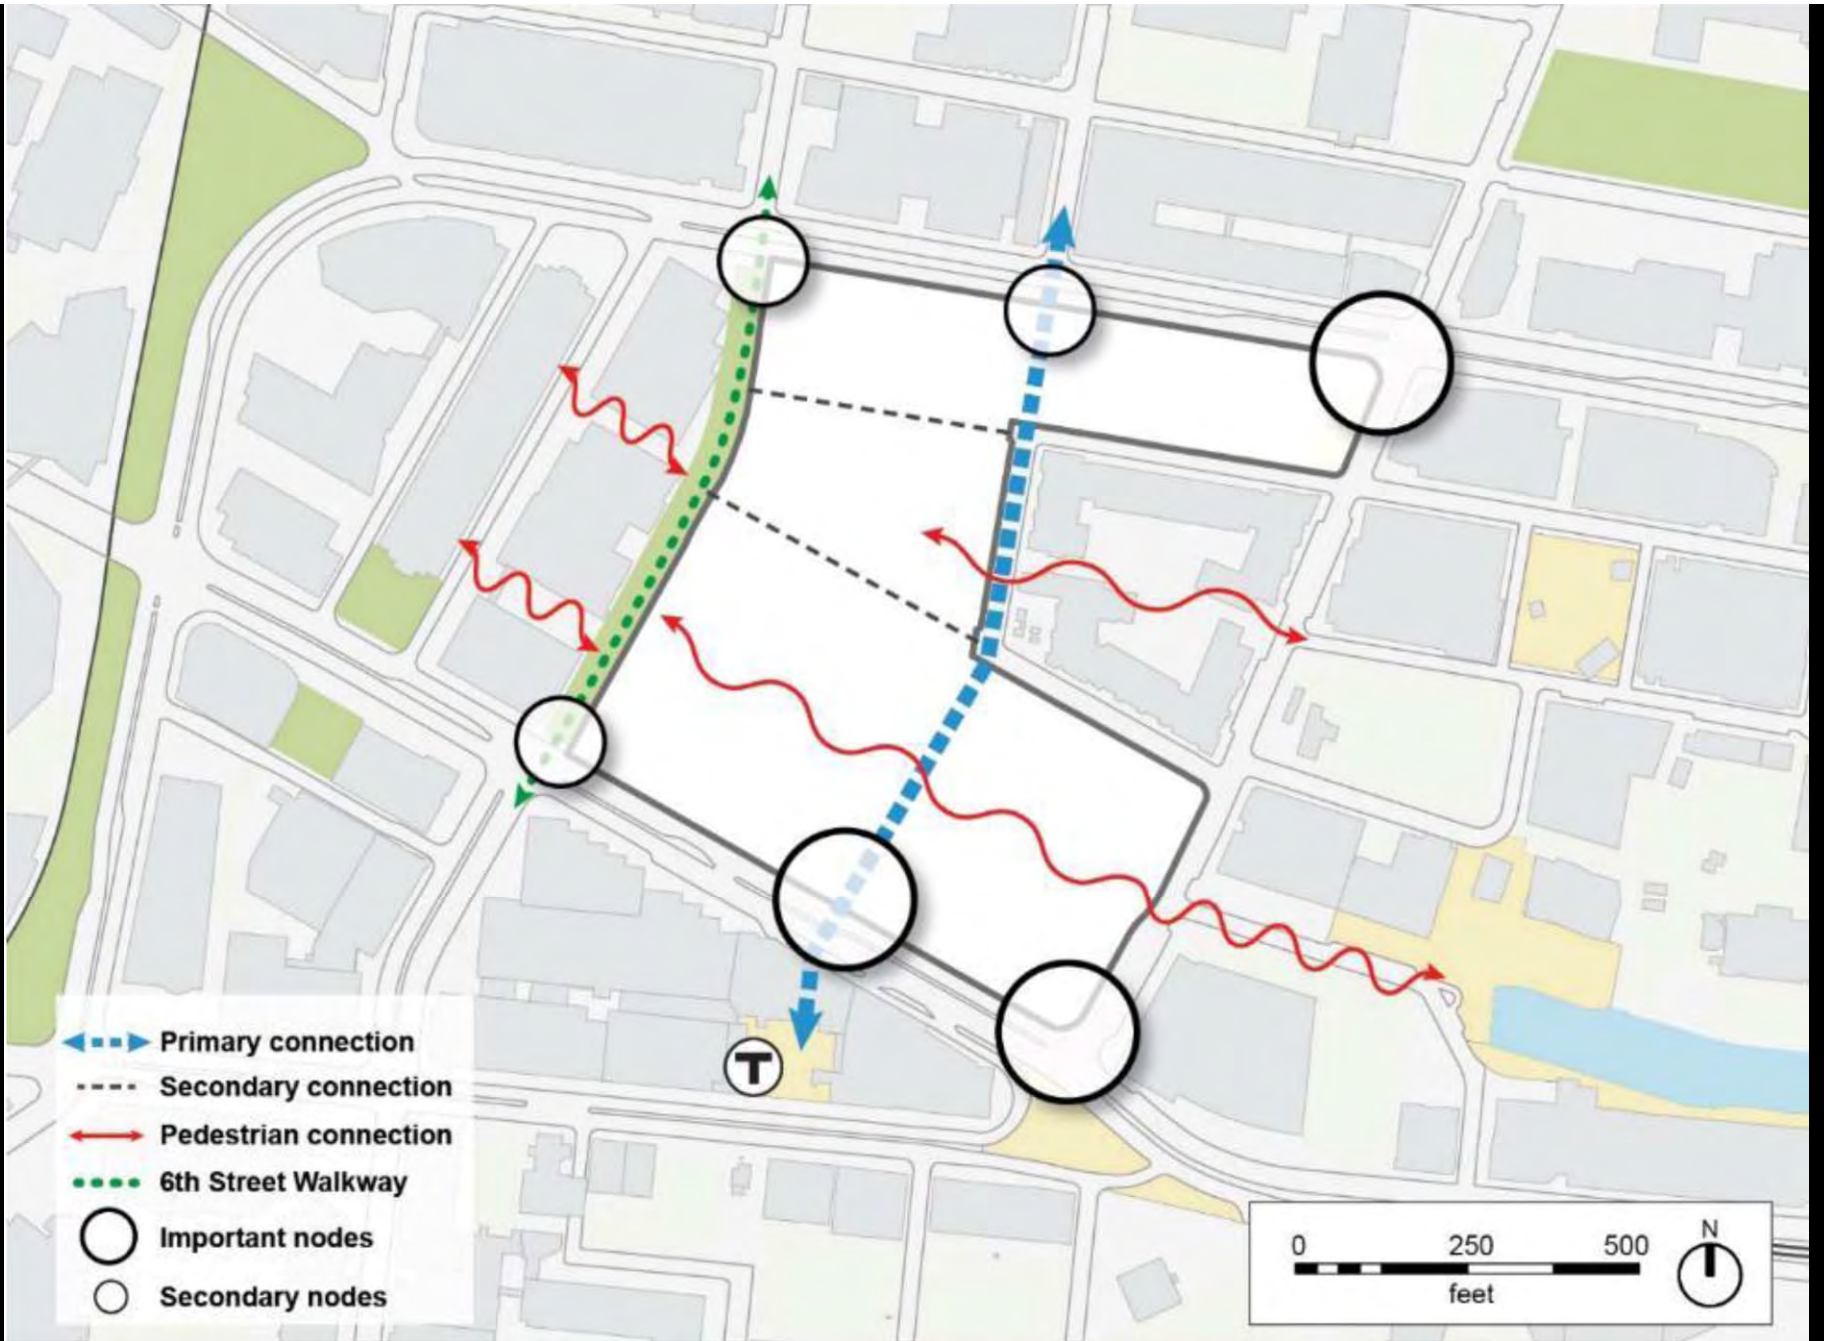 T
Primary connection
Secondary connection
Pedestrian connection
6th Street Walkway
Important nodes
Secondary nodes
N
0 250 500
feet